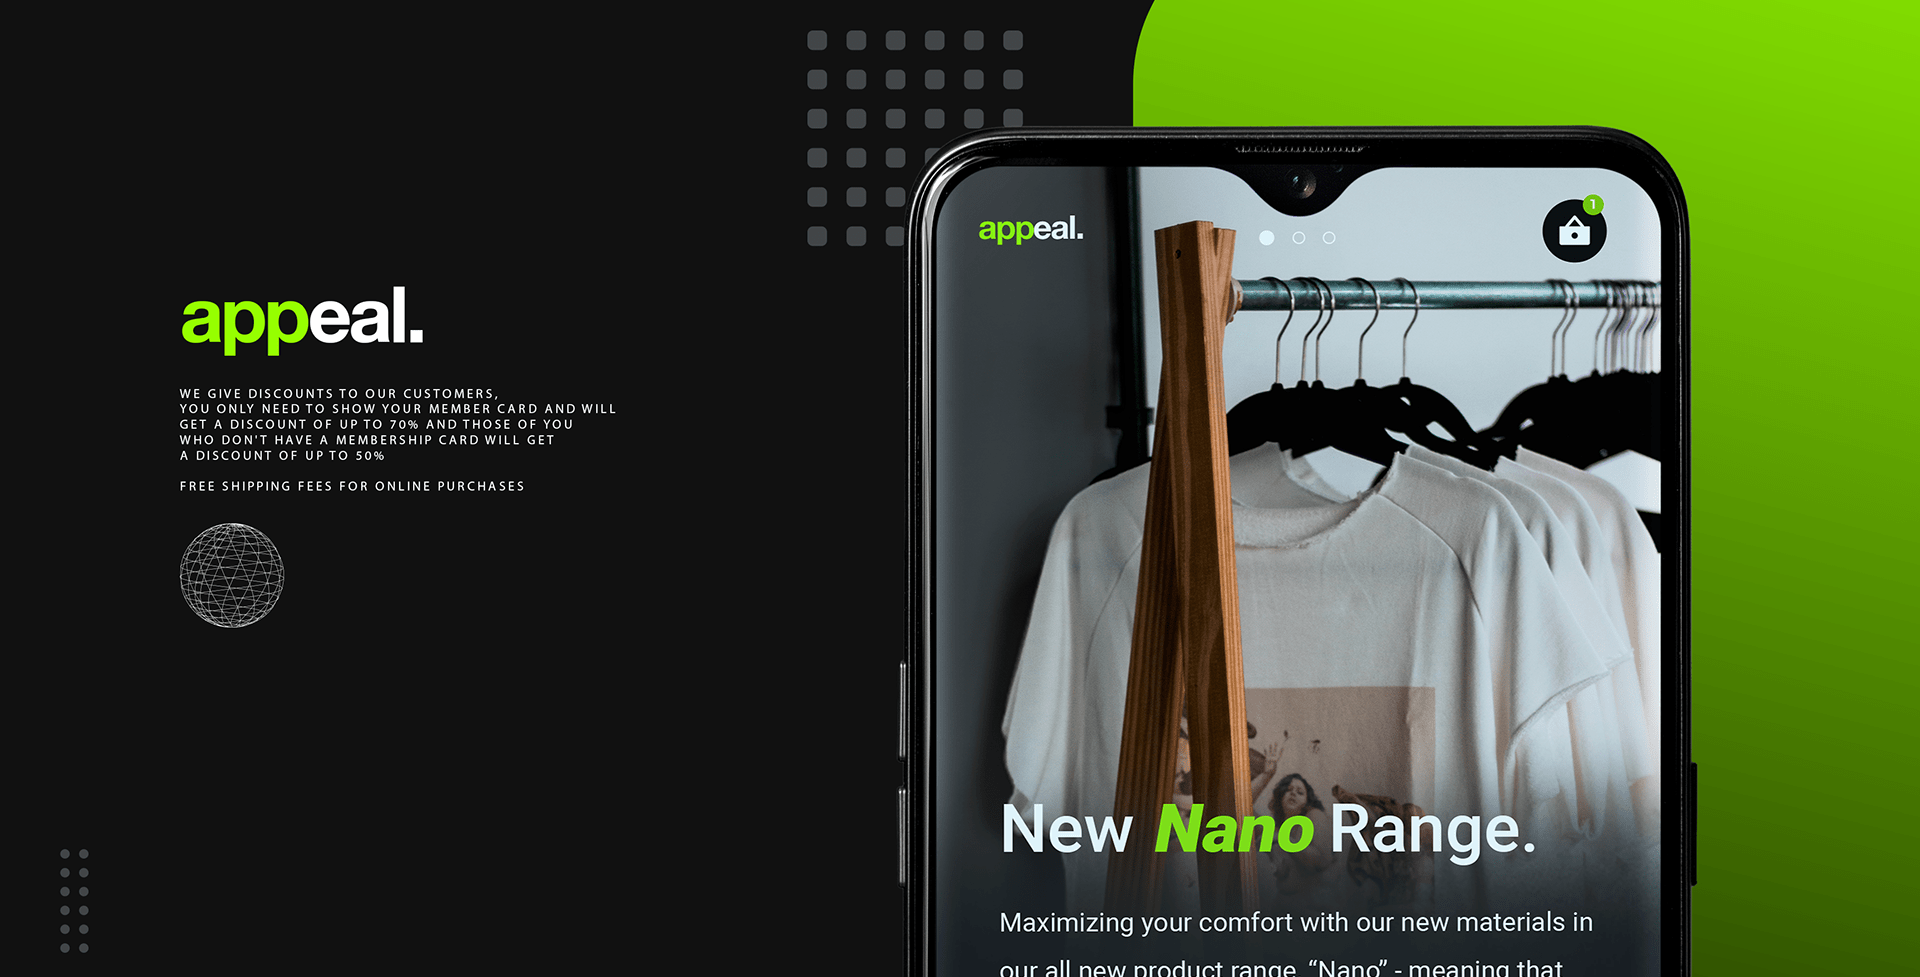 appeal.
WE GIVE DISCOUNTS TO OUR CUSTOMERS,
YOU ONLY NEED TO SHOW YOUR MEMBER CARD AND WILL
GET A DISCOUNT OF UP TO 70% AND THOSE OF YOU
WHO DON'T HAVE A MEMBERSHIP CARD WILL GET
A DISCOUNT OF UP TO 50%
FREE SHIPPING FEES FOR ONLINE PURCHASES
appeal.
1
New Nano Range.
Maximizing your comfort with our new materials in
our all new product range, “Nano” - meaning that